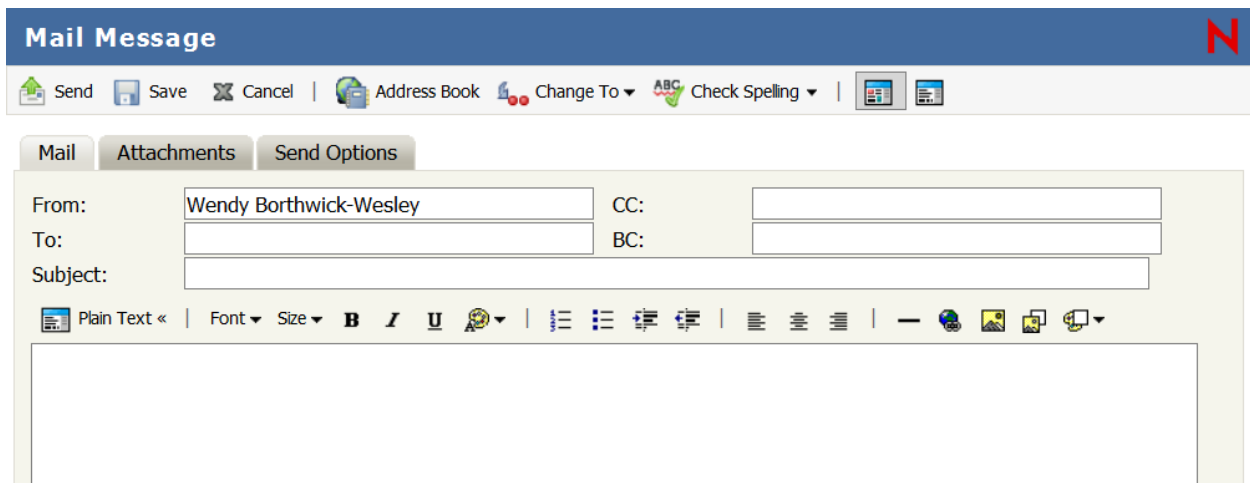 Mail Message N
Send Save Cancel | Address Book Change To ABC Check Spelling |
Mail Attachments Send Options
From: Wendy Borthwick-Wesley CC:
To: BC:
Subject:
Plain Text « | Font Size B I U | | |